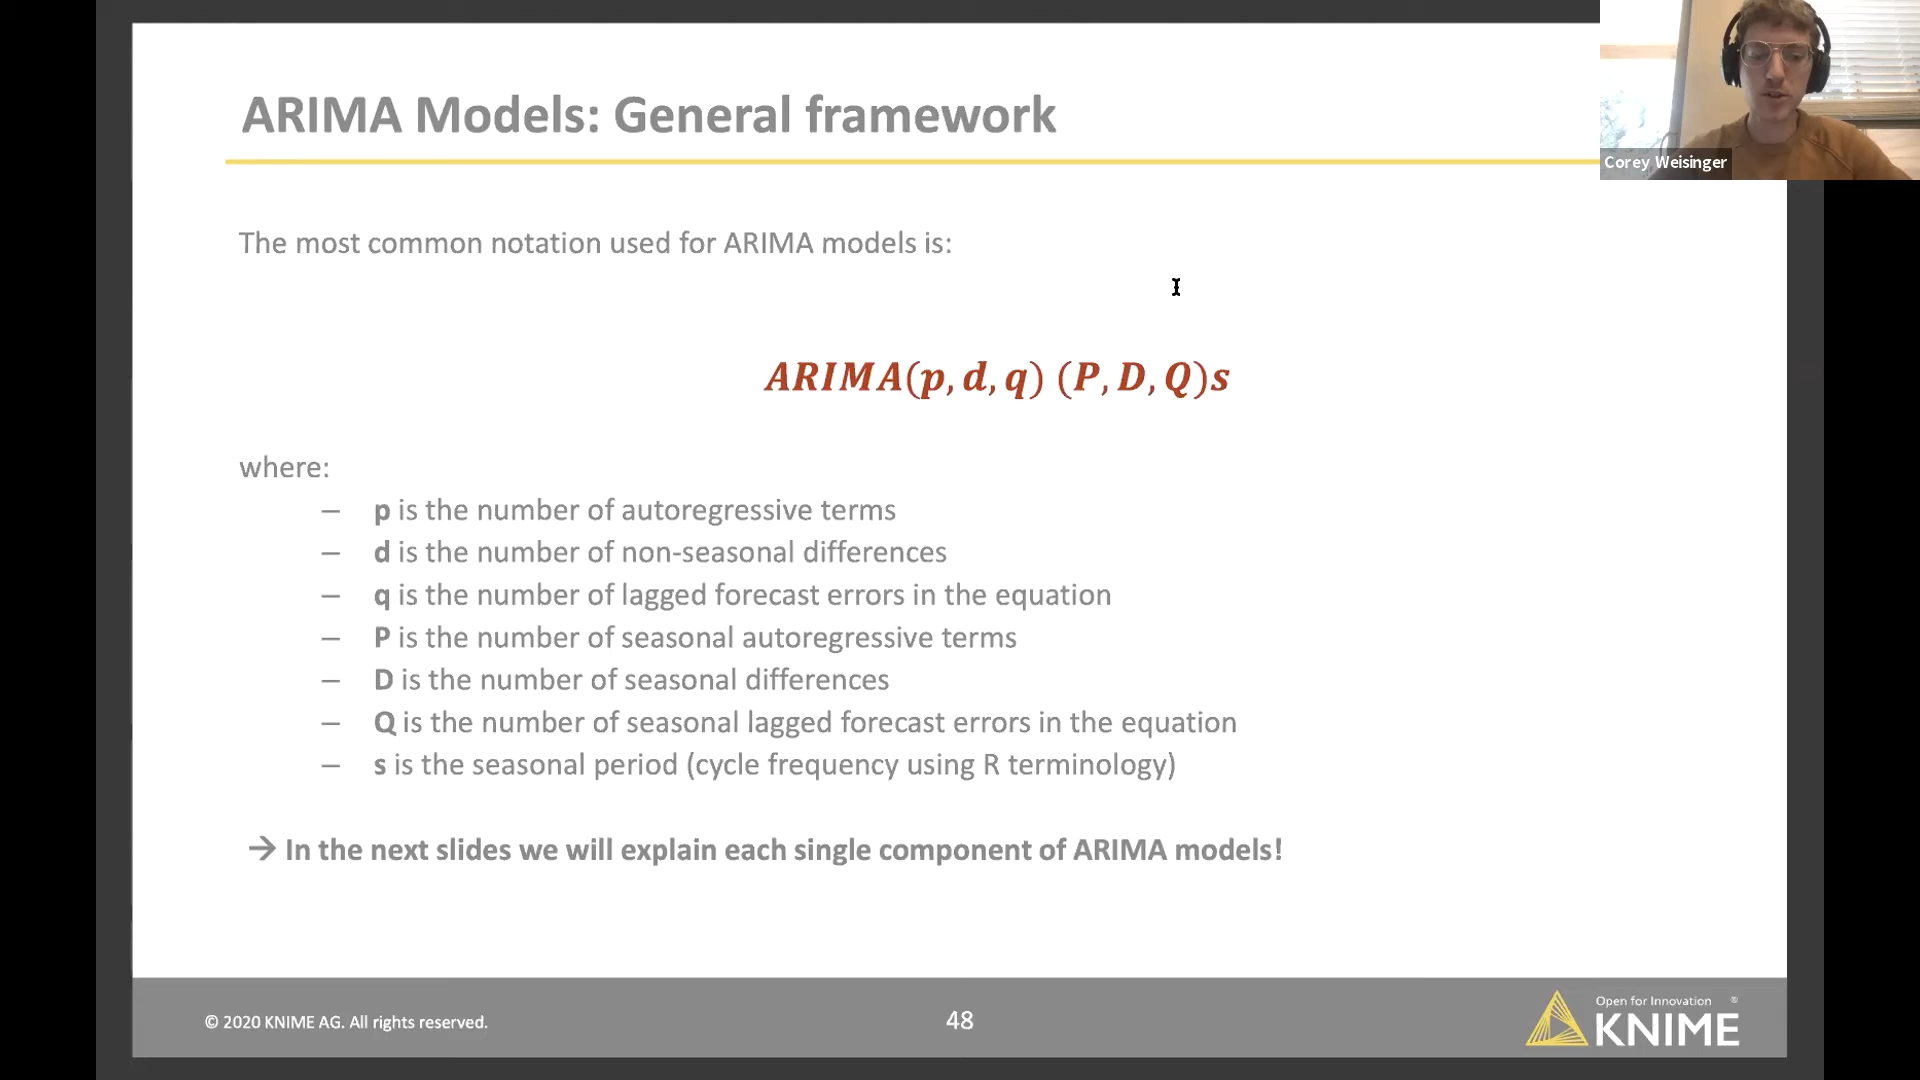 ARIMA Models: General framework
Corey Weisinger
The most common notation used for ARIMA models is:
ARIMA(p, d, q) (P, D, Q)s
where:
– p is the number of autoregressive terms
– d is the number of non-seasonal differences
– q is the number of lagged forecast errors in the equation
– P is the number of seasonal autoregressive terms
– D is the number of seasonal differences
– Q is the number of seasonal lagged forecast errors in the equation
– s is the seasonal period (cycle frequency using R terminology)
→ In the next slides we will explain each single component of ARIMA models!
© 2020 KNIME AG. All rights reserved.
48
Open for Innovation ®
KNIME